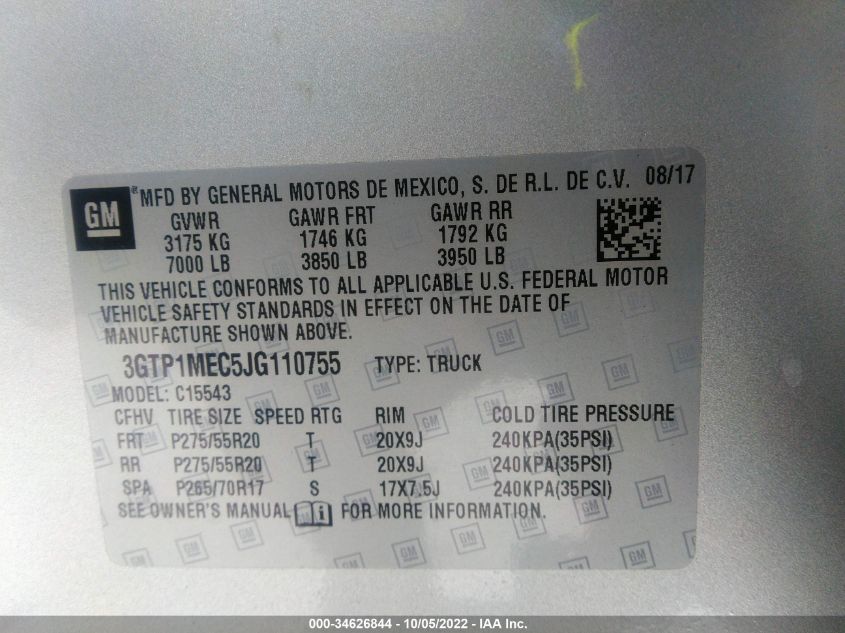 GM ® MFD BY GENERAL MOTORS DE MEXICO, S. DE R.L. DE C.V. 08/17
GVWR GAWR FRT GAWR RR
3175 KG 1746 KG 1792 KG
7000 LB 3850 LB 3950 LB
THIS VEHICLE CONFORMS TO ALL APPLICABLE U.S. FEDERAL MOTOR
VEHICLE SAFETY STANDARDS IN EFFECT ON THE DATE OF
MANUFACTURE SHOWN ABOVE.
3GTP1MEC5JG110755 TYPE: TRUCK
MODEL: C15543
CFHV TIRE SIZE SPEED RTG RIM COLD TIRE PRESSURE
FRT P275/55R20 T 20X9J 240KPA(35PSI)
RR P275/55R20 T 20X9J 240KPA(35PSI)
SPA P265/70R17 S 17X7.5J 240KPA(35PSI)
SEE OWNER'S MANUAL i FOR MORE INFORMATION.
000-34626844 - 10/05/2022 - IAA Inc.